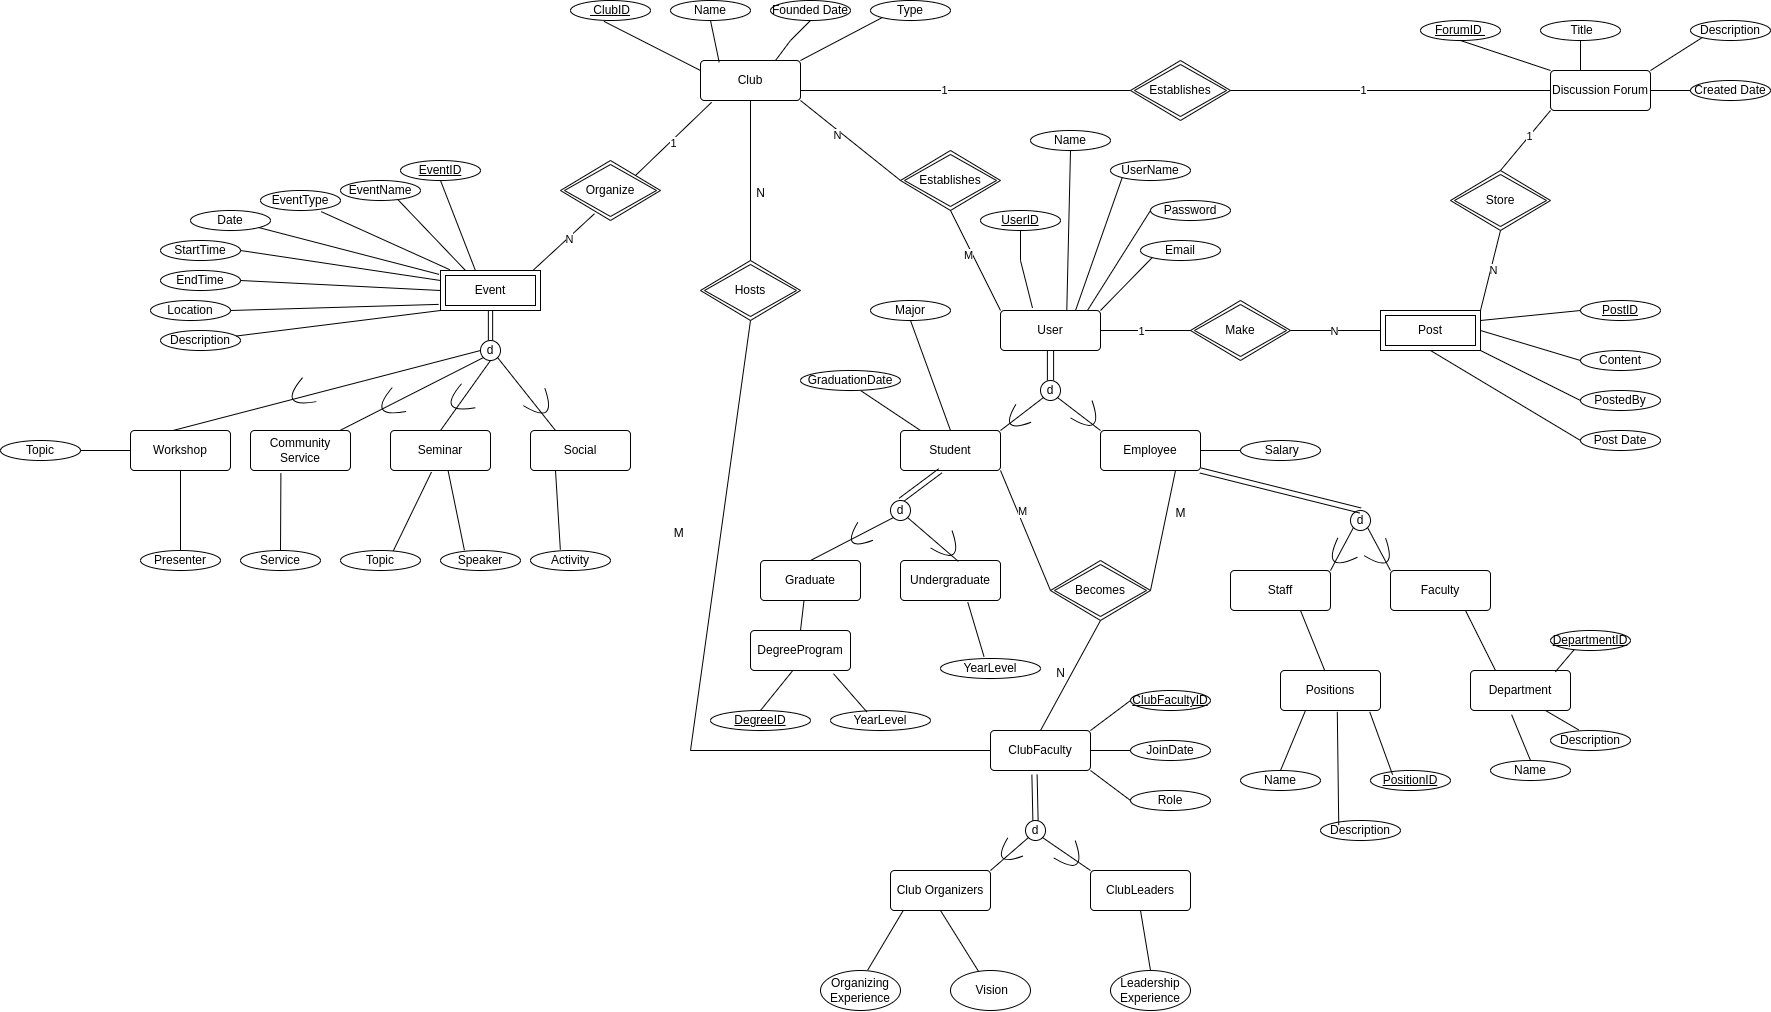 ClubID
Name
Founded Date
Type
ForumID
Title
Description
Club
1
Establishes
1
Discussion Forum
Created Date
Name
N
1
1
EventID
UserName
EventName
Organize
N
Establishes
EventType
Store
UserID
Password
Date
N
M
Email
StartTime
N
EndTime
Event
Hosts
Location
Major
PostID
Description
User
1
Make
N
Post
d
Content
GraduationDate
d
PostedBy
Topic
Workshop
Community
Service
Seminar
Social
Student
Employee
Salary
Post Date
d
M
M
d
M
Presenter
Service
Topic
Speaker
Activity
Graduate
Undergraduate
Becomes
Staff
Faculty
DegreeProgram
DepartmentID
YearLevel
N
Positions
Department
DegreeID
YearLevel
ClubFacultyID
ClubFaculty
JoinDate
Description
Name
PositionID
Name
Role
d
Description
Club Organizers
ClubLeaders
Organizing
Experience
Vision
Leadership
Experience